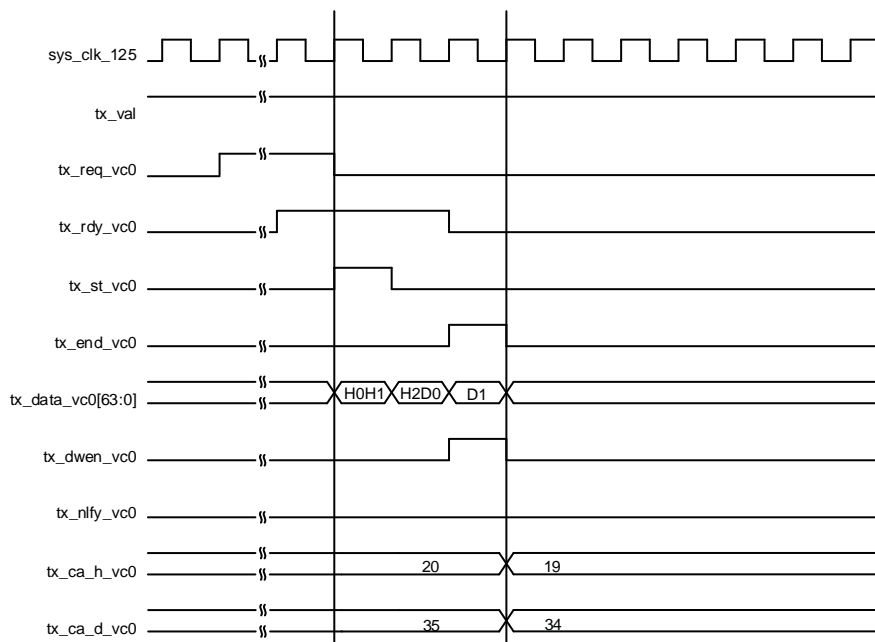 sys_clk_125
tx_val
tx_req_vc0
tx_rdy_vc0
tx_st_vc0
tx_end_vc0
tx_data_vc0[63:0] H0H1 H2D0 D1
tx_dwen_vc0
tx_nlfy_vc0
tx_ca_h_vc0 20 19
tx_ca_d_vc0 35 34